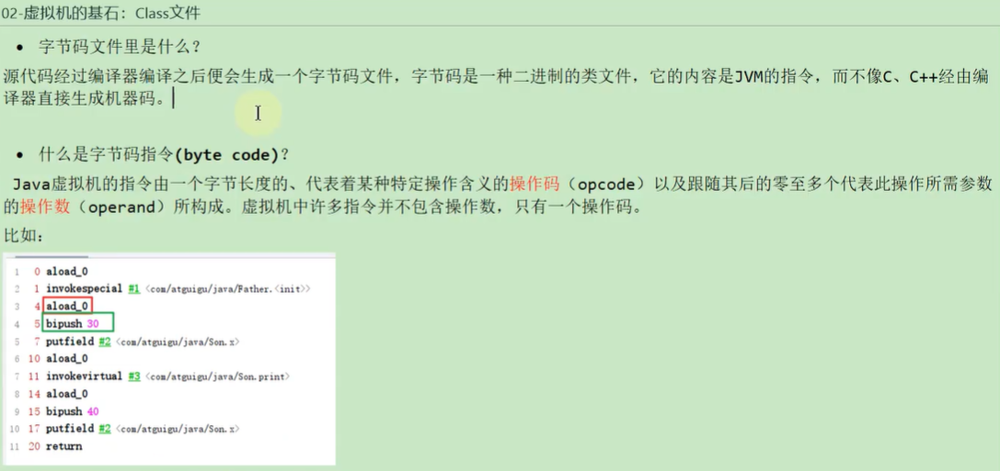 02-虚拟机的基石：Class文件
• 字节码文件里是什么？
源代码经过编译器编译之后便会生成一个字节码文件，字节码是一种二进制的类文件，它的内容是JVM的指令，而不像C、C++经由编
译器直接生成机器码。
• 什么是字节码指令(byte code)？
Java虚拟机的指令由一个字节长度的、代表着某种特定操作含义的操作码（opcode）以及跟随其后的零至多个代表此操作所需参数
的操作数（operand）所构成。虚拟机中许多指令并不包含操作数，只有一个操作码。
比如：
1 0 aload_0
2 1 invokespecial #1 <com/atguigu/java/Father.<init>>
3 4 aload_0
4 5 bipush 30
5 7 putfield #2 <com/atguigu/java/Son.x>
6 10 aload_0
7 11 invokevirtual #3 <com/atguigu/java/Son.print>
8 14 aload_0
9 15 bipush 40
10 17 putfield #2 <com/atguigu/java/Son.x>
11 20 return